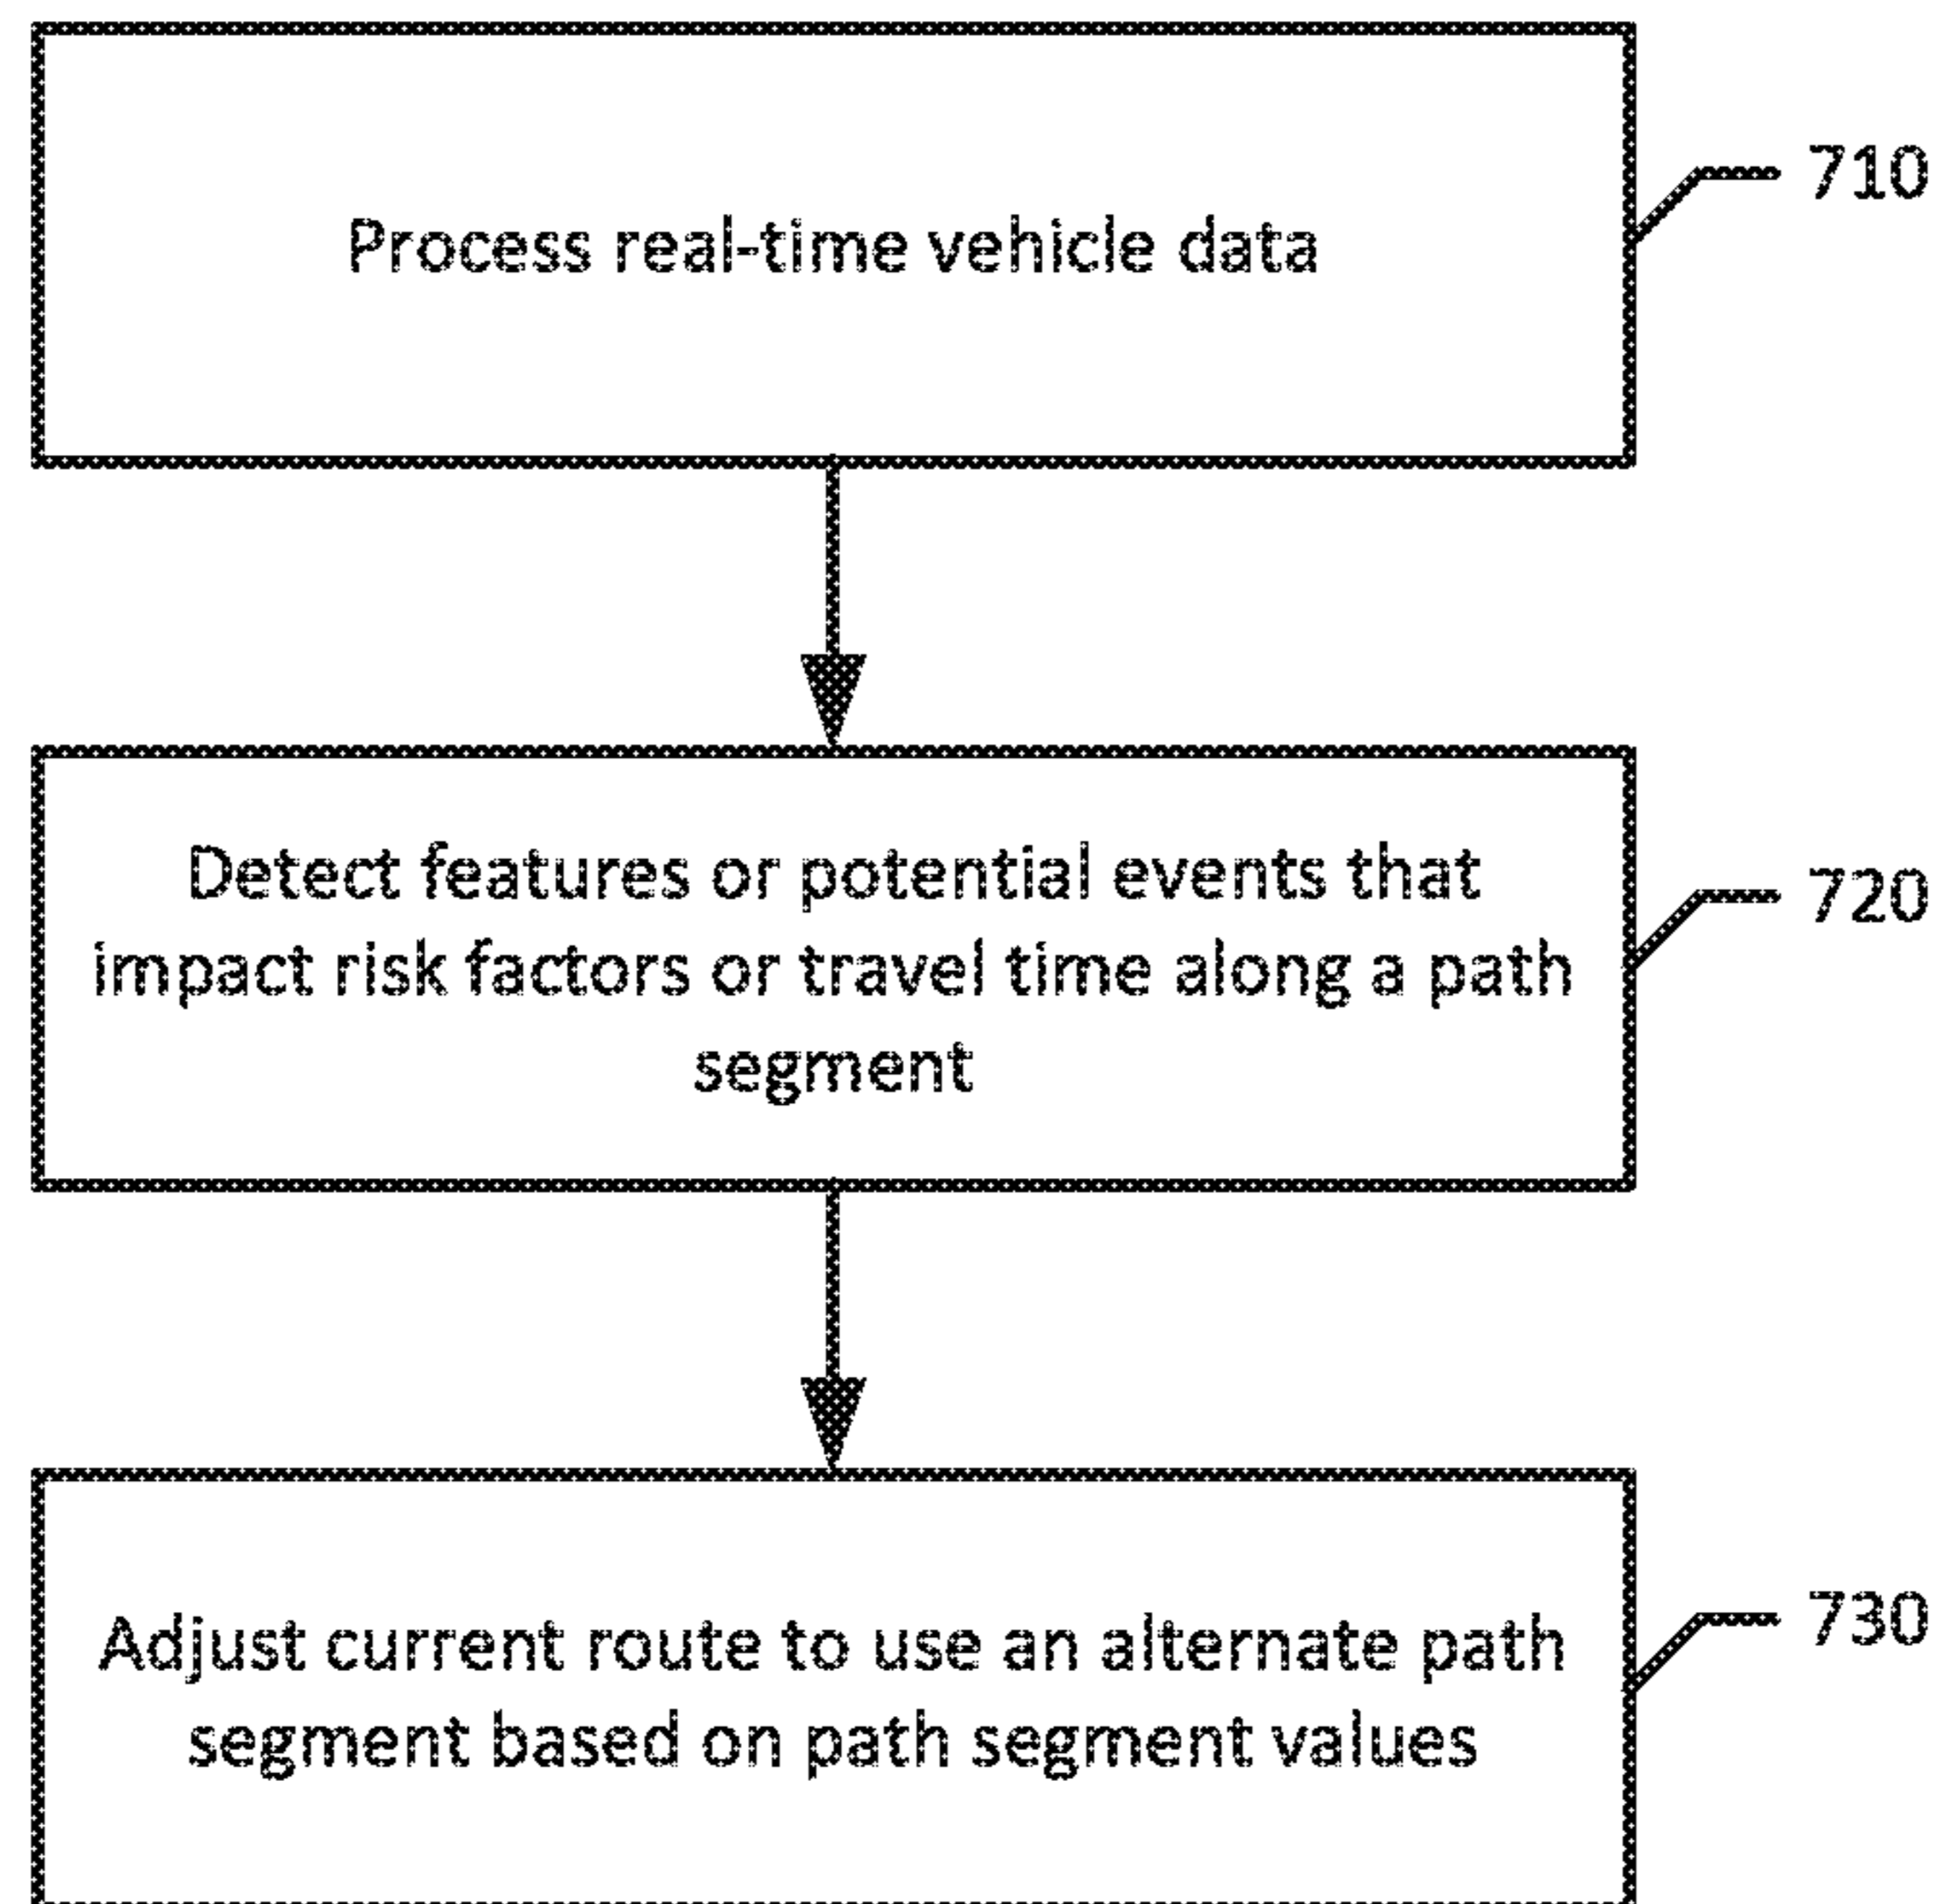 Process real-time vehicle data
710
Detect features or potential events that
impact risk factors or travel time along a path
segment
720
Adjust current route to use an alternate path
segment based on path segment values
730